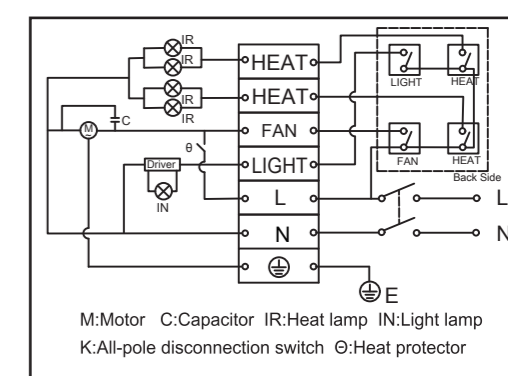 IR
IR
IR
IR
C
M
~
θ
Driver
IN
HEAT
HEAT
FAN
LIGHT
L
N
LIGHT
HEAT
FAN
HEAT
Back Side
L
N
E
M:Motor C:Capacitor IR:Heat lamp IN:Light lamp
K:All-pole disconnection switch Θ:Heat protector